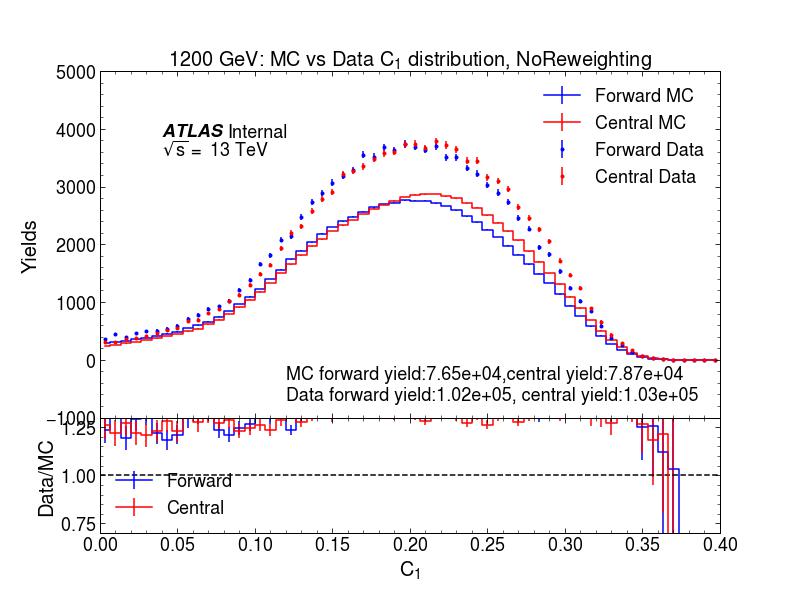 1200 GeV: MC vs Data C₁ distribution, NoReweighting
5000
4000
3000
2000
1000
0
−1000
Yields
ATLAS Internal
√s = 13 TeV
Forward MC
Central MC
Forward Data
Central Data
MC forward yield:7.65e+04,central yield:7.87e+04
Data forward yield:1.02e+05, central yield:1.03e+05
1.25
1.00
0.75
Data/MC
Forward
Central
0.00 0.05 0.10 0.15 0.20 0.25 0.30 0.35 0.40
C₁